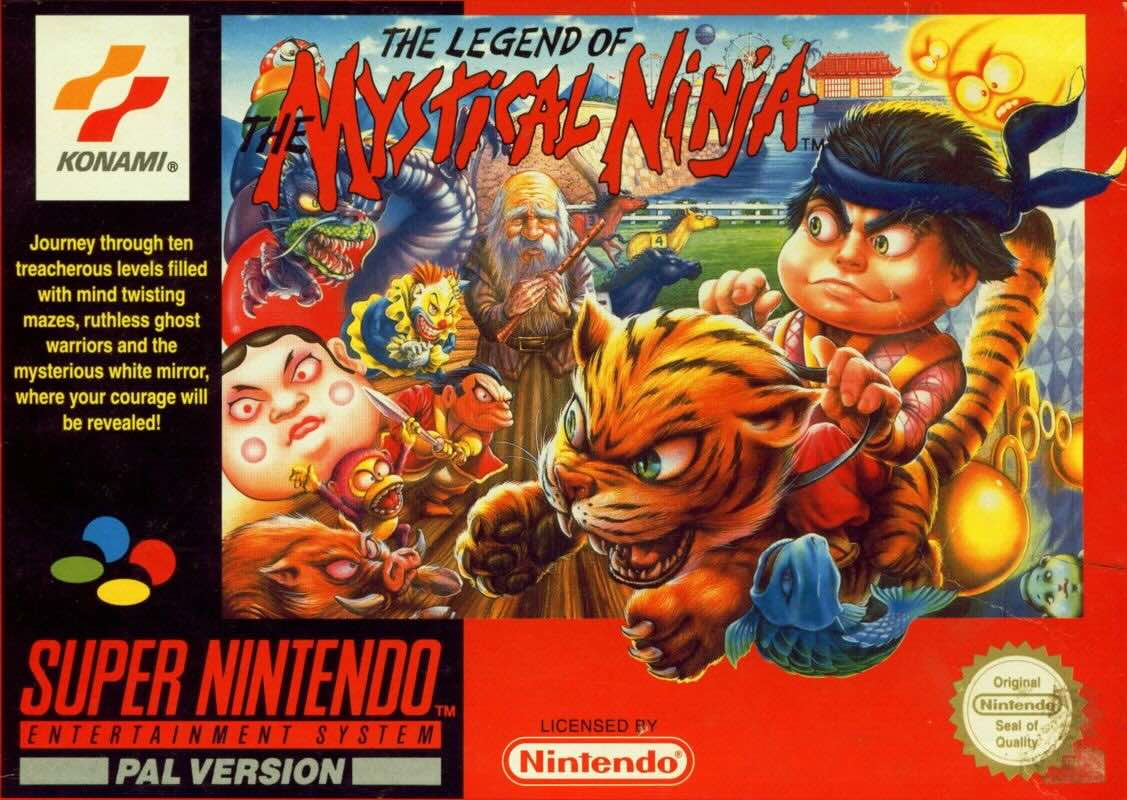 THE LEGEND OF
THE MYSTICAL NINJA TM
KONAMI®
Journey through ten
treacherous levels filled
with mind twisting
mazes, ruthless ghost
warriors and the
mysterious white mirror,
where your courage will
be revealed!
4
SUPER NINTENDO TM
ENTERTAINMENT SYSTEM
PAL VERSION
LICENSED BY
Nintendo®
Original
Nintendo
Seal of
Quality